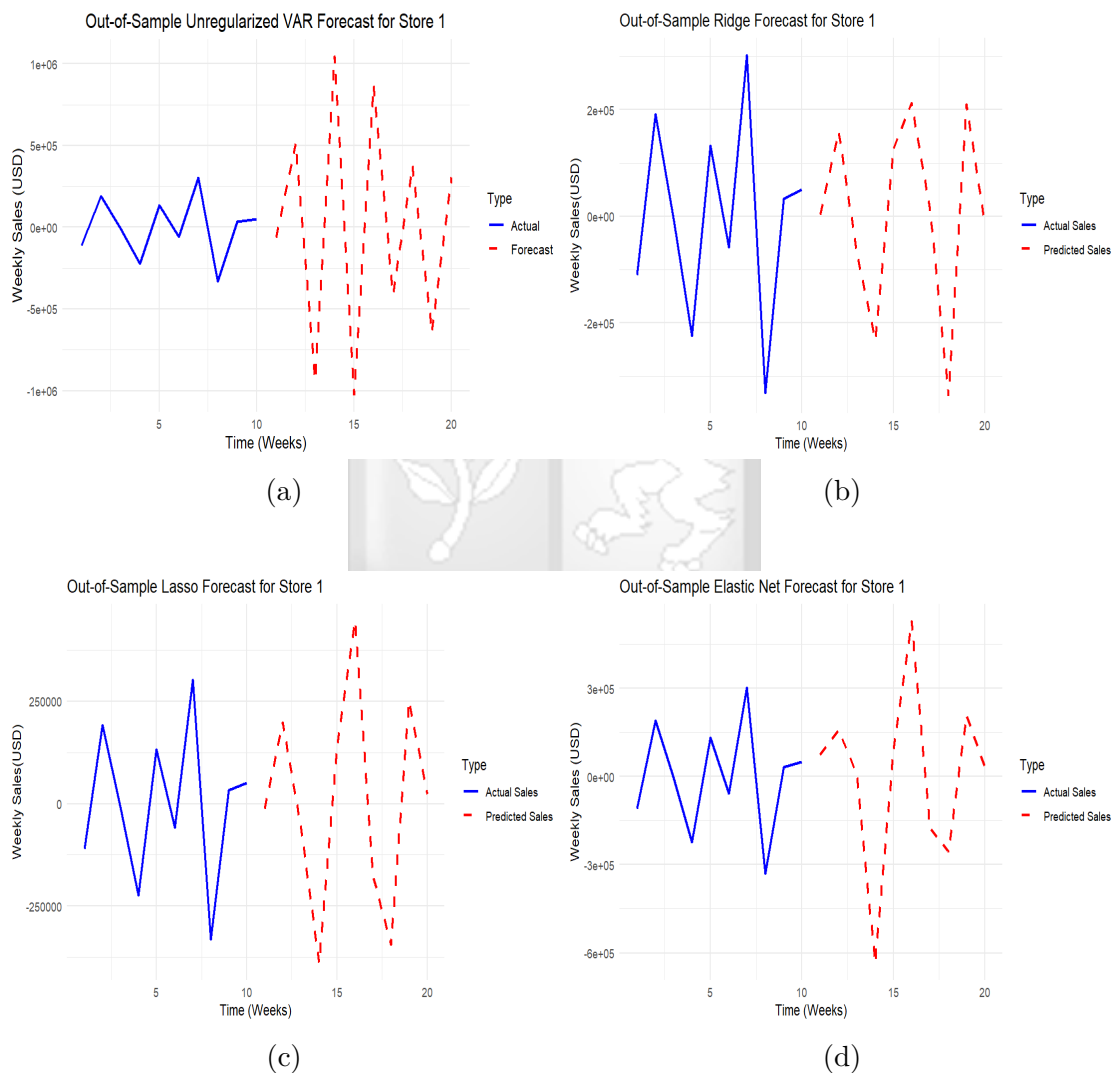 Out-of-Sample Unregularized VAR Forecast for Store 1
Weekly Sales (USD)
1e+06
5e+05
0e+00
-5e+05
-1e+06
5
10
15
20
Time (Weeks)
Type
Actual
Forecast
(a)
Out-of-Sample Ridge Forecast for Store 1
Weekly Sales(USD)
2e+05
0e+00
-2e+05
5
10
15
20
Time (Weeks)
Type
Actual Sales
Predicted Sales
(b)
Out-of-Sample Lasso Forecast for Store 1
Weekly Sales(USD)
250000
0
-250000
5
10
15
20
Time (Weeks)
Type
Actual Sales
Predicted Sales
(c)
Out-of-Sample Elastic Net Forecast for Store 1
Weekly Sales (USD)
3e+05
0e+00
-3e+05
-6e+05
5
10
15
20
Time (Weeks)
Type
Actual Sales
Predicted Sales
(d)